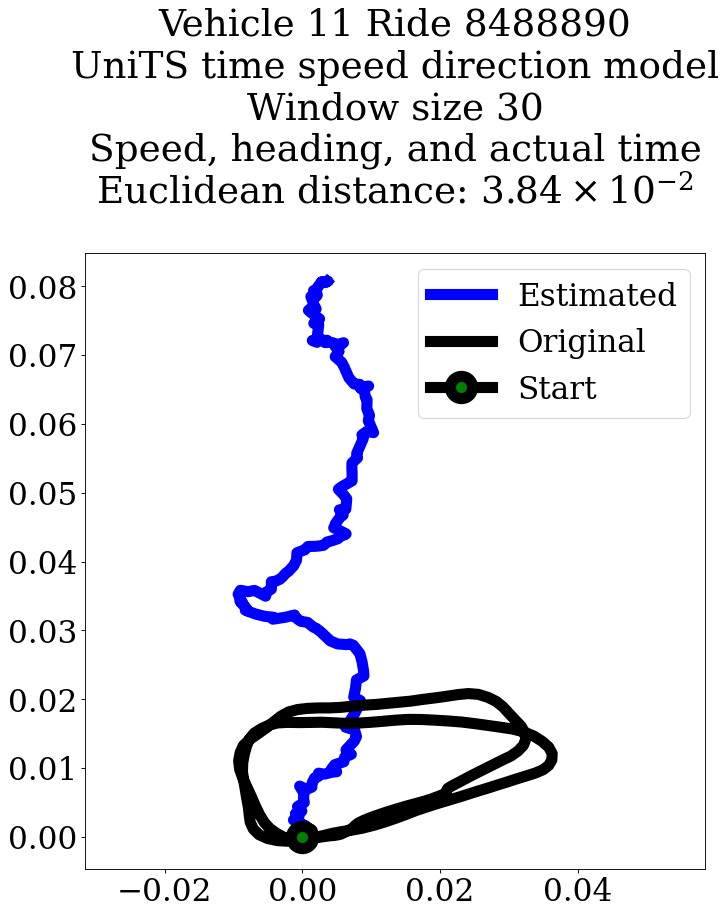 Vehicle 11 Ride 8488890
UniTS time speed direction model
Window size 30
Speed, heading, and actual time
Euclidean distance: 3.84 × 10⁻²
Estimated
Original
Start
0.08
0.07
0.06
0.05
0.04
0.03
0.02
0.01
0.00
−0.02 0.00 0.02 0.04